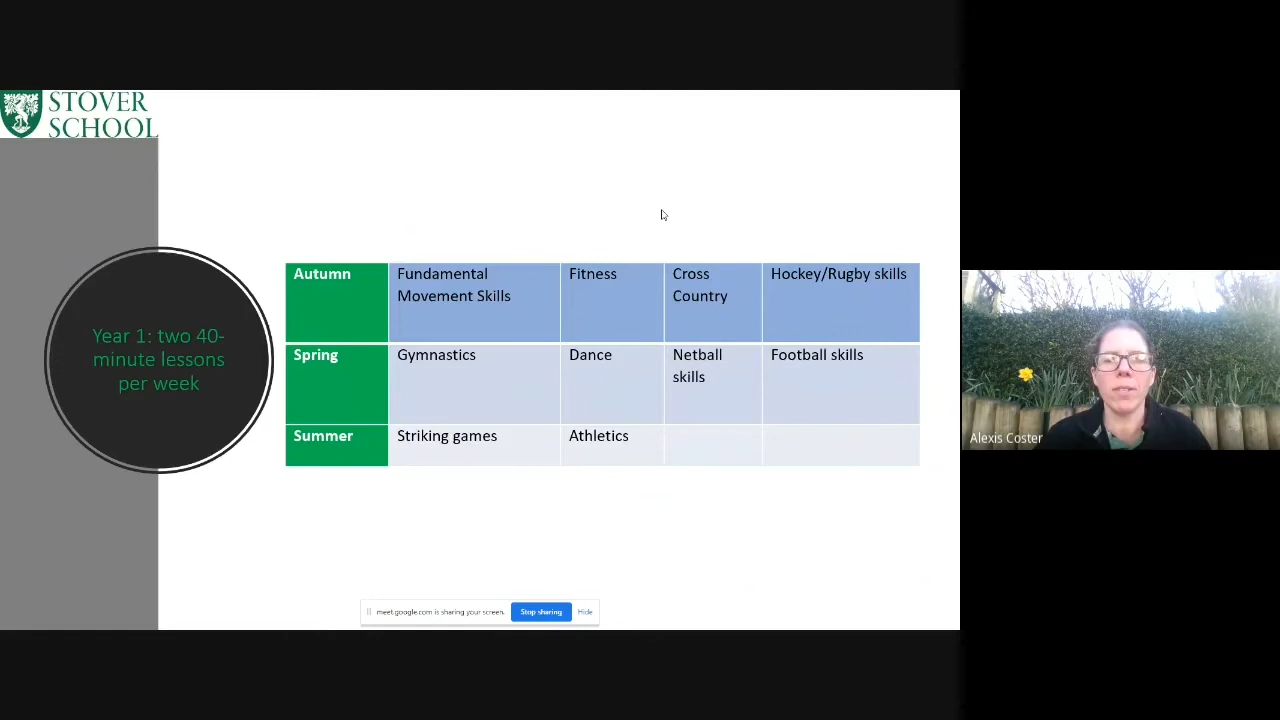 STOVER
SCHOOL
Year 1: two 40-
minute lessons
per week
Autumn
Fundamental
Movement Skills
Fitness
Cross
Country
Hockey/Rugby skills
Spring
Gymnastics
Dance
Netball
skills
Football skills
Summer
Striking games
Athletics
meet.google.com is sharing your screen.
Stop sharing
Hide
Alexis Coster